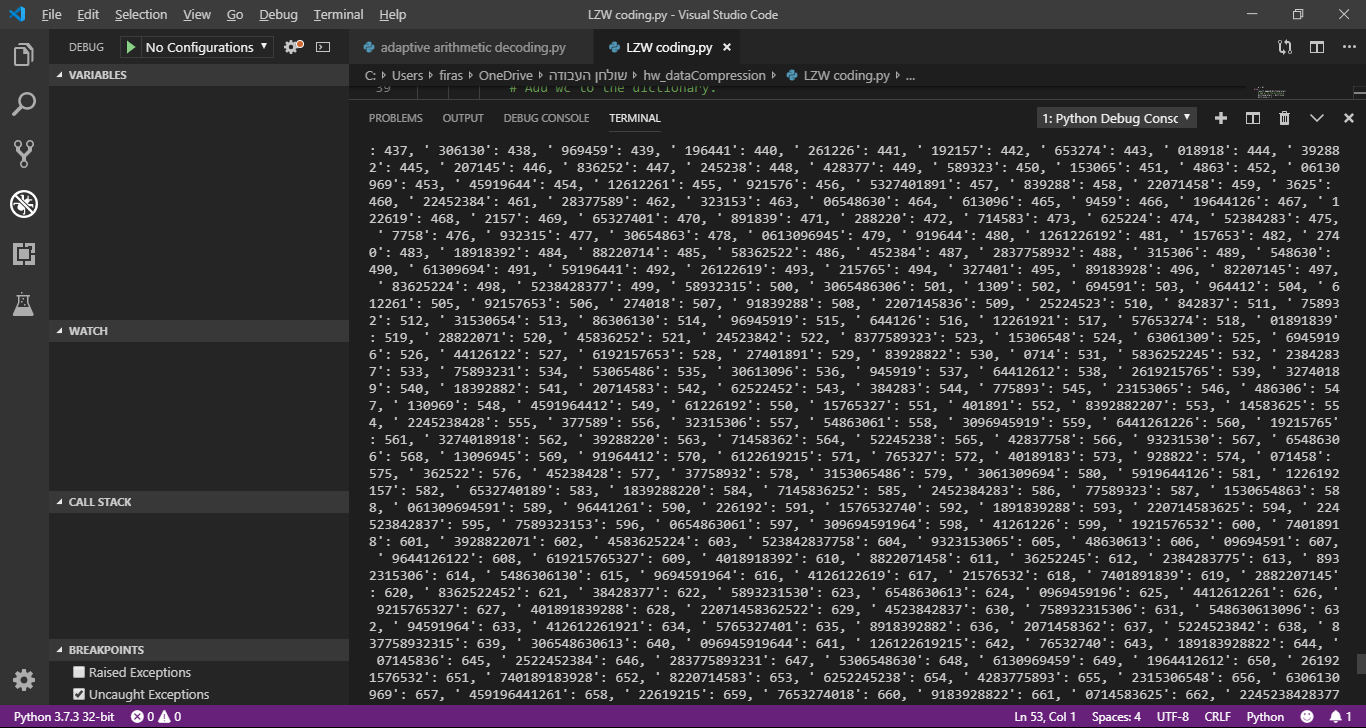 File Edit Selection View Go Debug Terminal Help LZW coding.py - Visual Studio Code
DEBUG No Configurations
adaptive arithmetic decoding.py LZW coding.py
VARIABLES
C: > Users > firas > OneDrive > שולחן העבודה > hw_dataCompression > LZW coding.py > ...
39 # Add wc to the dictionary.
PROBLEMS OUTPUT DEBUG CONSOLE TERMINAL 1: Python Debug Consc
: 437, ' 306130': 438, ' 969459': 439, ' 196441': 440, ' 261226': 441, ' 192157': 442, ' 653274': 443, ' 018918': 444, ' 39288
2': 445, ' 207145': 446, ' 836252': 447, ' 245238': 448, ' 428377': 449, ' 589323': 450, ' 153065': 451, ' 4863': 452, ' 06130
969': 453, ' 45919644': 454, ' 12612261': 455, ' 921576': 456, ' 5327401891': 457, ' 839288': 458, ' 22071458': 459, ' 3625':
460, ' 22452384': 461, ' 28377589': 462, ' 323153': 463, ' 06548630': 464, ' 613096': 465, ' 9459': 466, ' 19644126': 467, ' 1
22619': 468, ' 2157': 469, ' 65327401': 470, ' 891839': 471, ' 288220': 472, ' 714583': 473, ' 625224': 474, ' 52384283': 475,
' 7758': 476, ' 932315': 477, ' 30654863': 478, ' 0613096945': 479, ' 919644': 480, ' 1261226192': 481, ' 157653': 482, ' 274
0': 483, ' 18918392': 484, ' 88220714': 485, ' 58362522': 486, ' 452384': 487, ' 2837758932': 488, ' 315306': 489, ' 548630':
490, ' 61309694': 491, ' 59196441': 492, ' 26122619': 493, ' 215765': 494, ' 327401': 495, ' 89183928': 496, ' 82207145': 497,
' 83625224': 498, ' 5238428377': 499, ' 58932315': 500, ' 3065486306': 501, ' 1309': 502, ' 694591': 503, ' 964412': 504, ' 6
12261': 505, ' 92157653': 506, ' 274018': 507, ' 91839288': 508, ' 2207145836': 509, ' 25224523': 510, ' 842837': 511, ' 75893
2': 512, ' 31530654': 513, ' 86306130': 514, ' 96945919': 515, ' 644126': 516, ' 12261921': 517, ' 57653274': 518, ' 01891839'
: 519, ' 28822071': 520, ' 45836252': 521, ' 24523842': 522, ' 8377589323': 523, ' 15306548': 524, ' 63061309': 525, ' 6945919
6': 526, ' 44126122': 527, ' 6192157653': 528, ' 27401891': 529, ' 83928822': 530, ' 0714': 531, ' 5836252245': 532, ' 2384283
7': 533, ' 75893231': 534, ' 53065486': 535, ' 30613096': 536, ' 945919': 537, ' 64412612': 538, ' 2619215765': 539, ' 3274018
9': 540, ' 18392882': 541, ' 20714583': 542, ' 62522452': 543, ' 384283': 544, ' 775893': 545, ' 23153065': 546, ' 486306': 54
7, ' 130969': 548, ' 4591964412': 549, ' 61226192': 550, ' 15765327': 551, ' 401891': 552, ' 8392882207': 553, ' 14583625': 55
4, ' 2245238428': 555, ' 377589': 556, ' 32315306': 557, ' 54863061': 558, ' 3096945919': 559, ' 6441261226': 560, ' 19215765'
: 561, ' 3274018918': 562, ' 39288220': 563, ' 71458362': 564, ' 52245238': 565, ' 42837758': 566, ' 93231530': 567, ' 6548630
6': 568, ' 13096945': 569, ' 91964412': 570, ' 6122619215': 571, ' 765327': 572, ' 40189183': 573, ' 928822': 574, ' 071458':
575, ' 362522': 576, ' 45238428': 577, ' 37758932': 578, ' 3153065486': 579, ' 3061309694': 580, ' 5919644126': 581, ' 1226192
157': 582, ' 6532740189': 583, ' 1839288220': 584, ' 7145836252': 585, ' 2452384283': 586, ' 77589323': 587, ' 1530654863': 58
8, ' 061309694591': 589, ' 96441261': 590, ' 226192': 591, ' 1576532740': 592, ' 1891839288': 593, ' 220714583625': 594, ' 224
523842837': 595, ' 7589323153': 596, ' 0654863061': 597, ' 309694591964': 598, ' 41261226': 599, ' 1921576532': 600, ' 7401891
8': 601, ' 3928822071': 602, ' 4583625224': 603, ' 523842837758': 604, ' 9323153065': 605, ' 48630613': 606, ' 09694591': 607,
' 9644126122': 608, ' 619215765327': 609, ' 4018918392': 610, ' 8822071458': 611, ' 36252245': 612, ' 2384283775': 613, ' 893
2315306': 614, ' 5486306130': 615, ' 9694591964': 616, ' 4126122619': 617, ' 21576532': 618, ' 7401891839': 619, ' 2882207145'
: 620, ' 8362522452': 621, ' 38428377': 622, ' 5893231530': 623, ' 6548630613': 624, ' 0969459196': 625, ' 4412612261': 626, '
9215765327': 627, ' 401891839288': 628, ' 22071458362522': 629, ' 4523842837': 630, ' 758932315306': 631, ' 548630613096': 63
2, ' 94591964': 633, ' 412612261921': 634, ' 5765327401': 635, ' 8918392882': 636, ' 2071458362': 637, ' 5224523842': 638, ' 8
37758932315': 639, ' 306548630613': 640, ' 096945919644': 641, ' 126122619215': 642, ' 76532740': 643, ' 189183928822': 644, '
07145836': 645, ' 2522452384': 646, ' 283775893231': 647, ' 5306548630': 648, ' 6130969459': 649, ' 1964412612': 650, ' 26192
1576532': 651, ' 740189183928': 652, ' 8220714583': 653, ' 6252245238': 654, ' 4283775893': 655, ' 2315306548': 656, ' 6306130
969': 657, ' 459196441261': 658, ' 22619215': 659, ' 7653274018': 660, ' 9183928822': 661, ' 0714583625': 662, ' 2245238428377
WATCH
CALL STACK
BREAKPOINTS
Raised Exceptions
Uncaught Exceptions
Python 3.7.3 32-bit 0 0 Ln 53, Col 1 Spaces: 4 UTF-8 CRLF Python 1